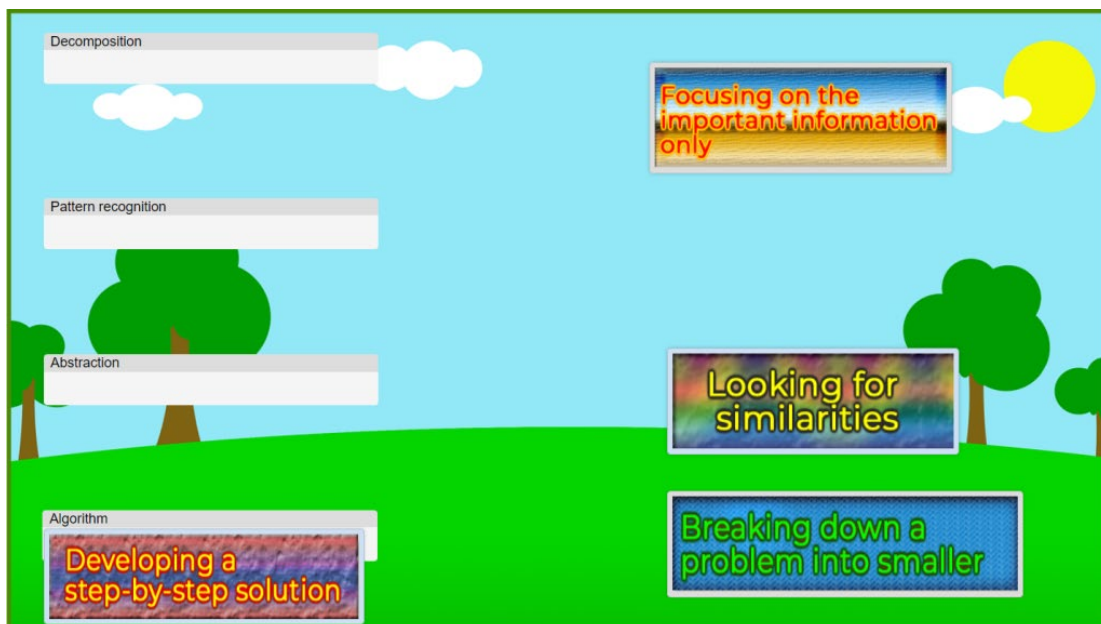 Decomposition
Focusing on the
important information
only
Pattern recognition
Abstraction
Looking for
similarities
Algorithm
Developing a
step-by-step solution
Breaking down a
problem into smaller